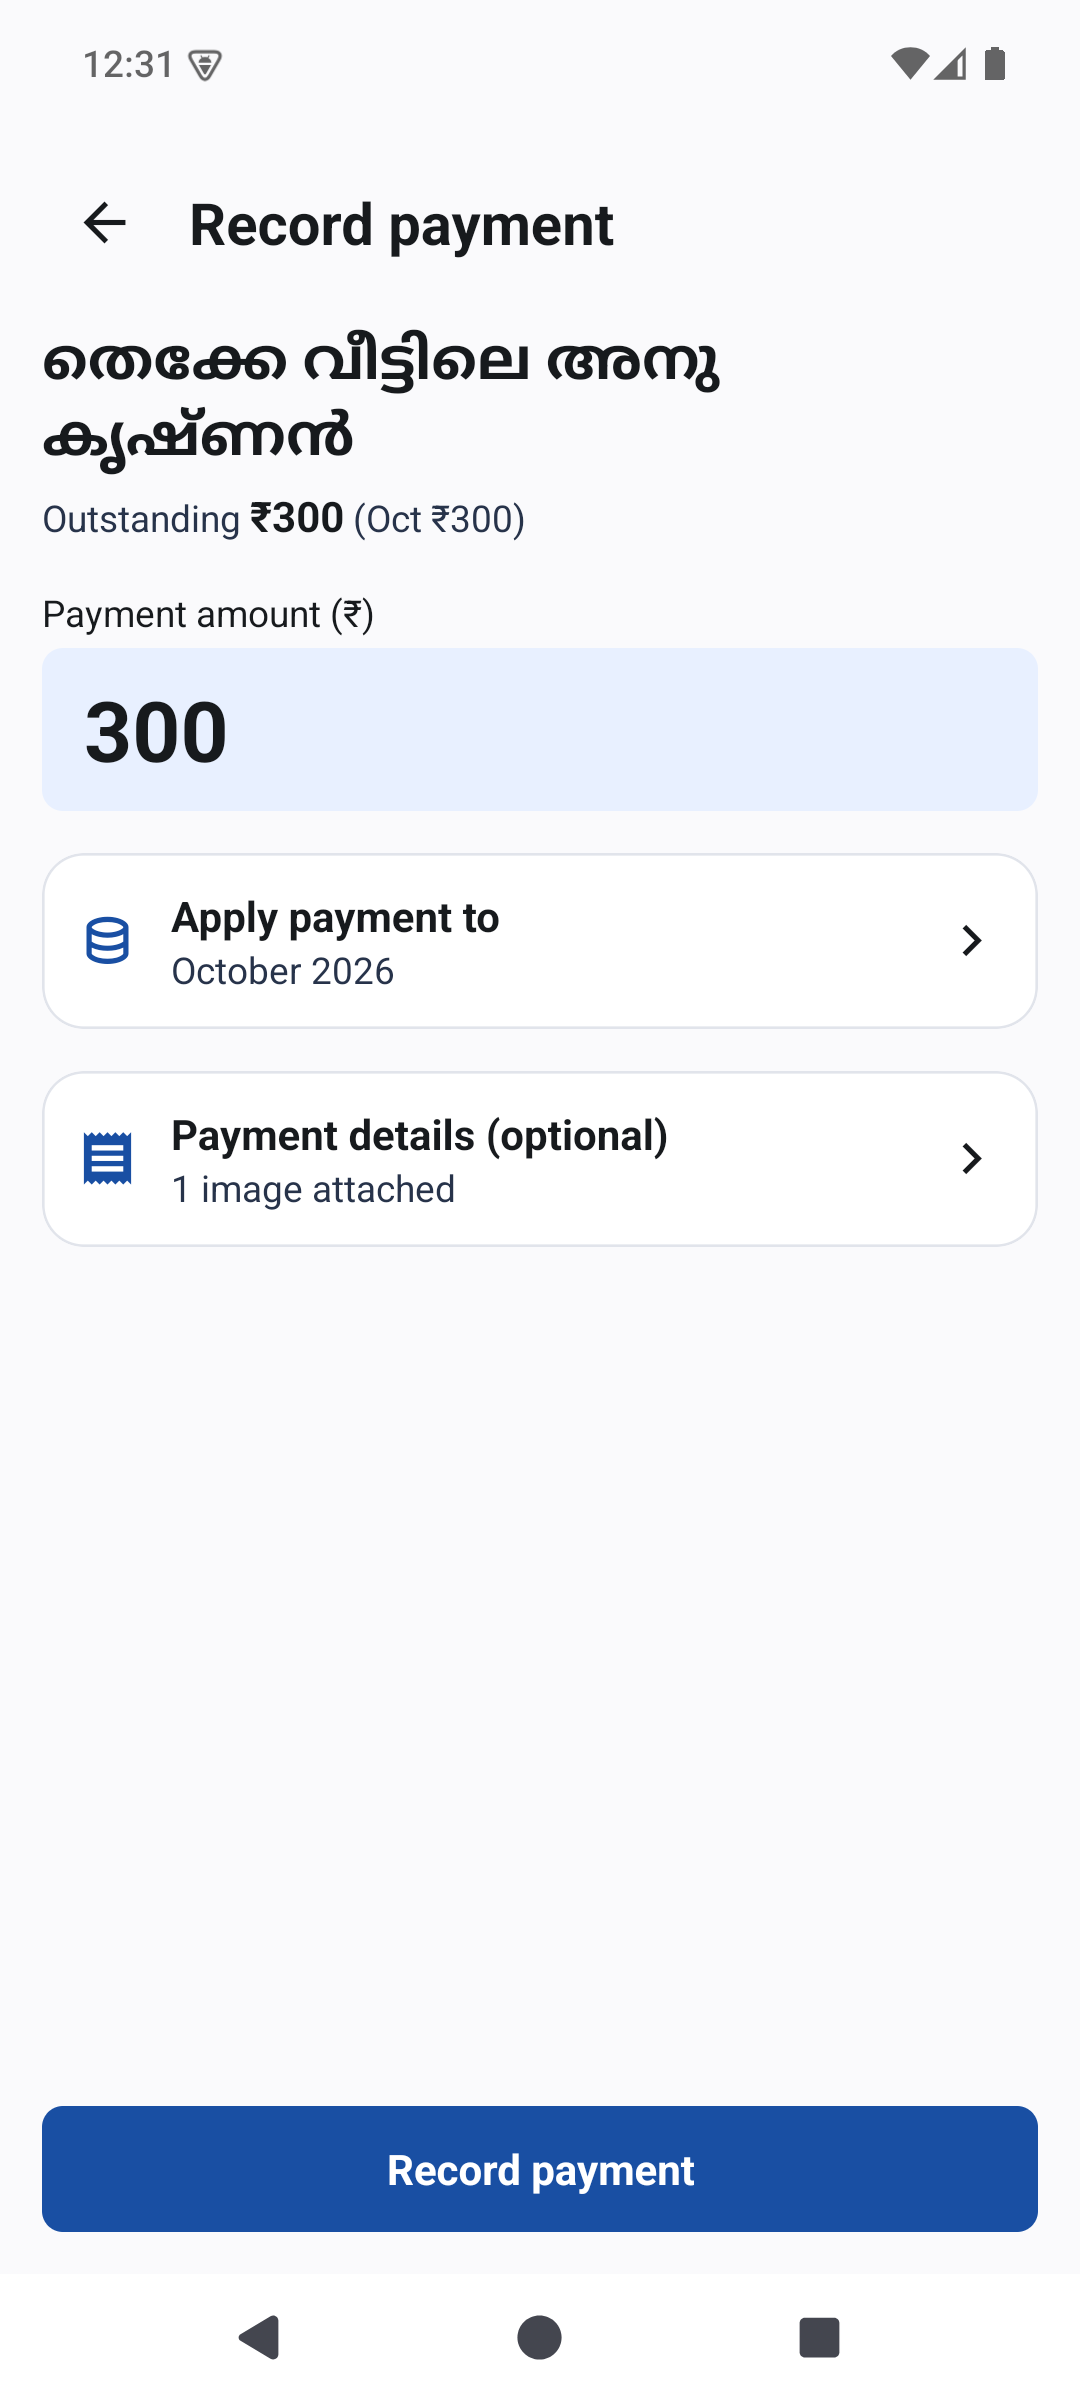 12:31
Record payment
തെക്കേ വീട്ടിലെ അനു
കൃഷ്ണൻ
Outstanding ₹300 (Oct ₹300)
Payment amount (₹)
300
Apply payment to
October 2026
Payment details (optional)
1 image attached
Record payment